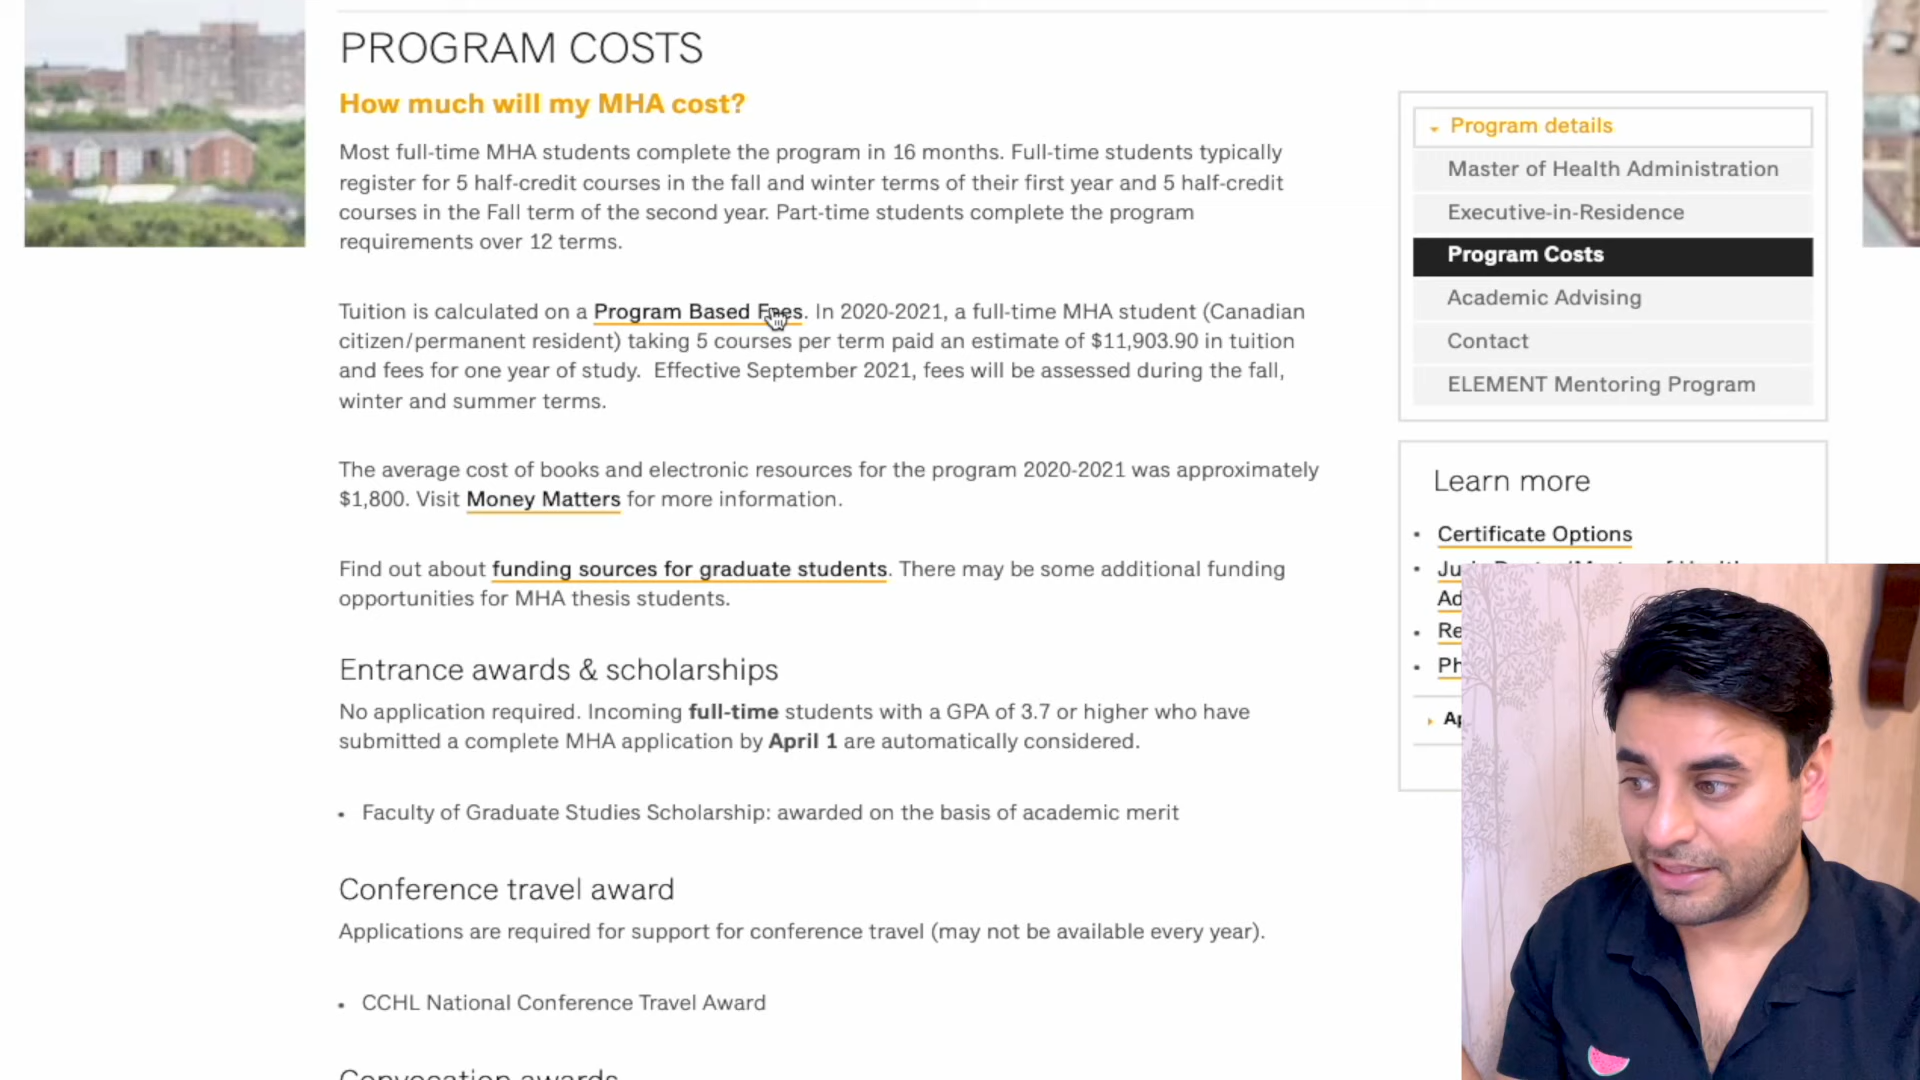 PROGRAM COSTS
How much will my MHA cost?
Most full-time MHA students complete the program in 16 months. Full-time students typically
register for 5 half-credit courses in the fall and winter terms of their first year and 5 half-credit
courses in the Fall term of the second year. Part-time students complete the program
requirements over 12 terms.
Tuition is calculated on a Program Based Fees. In 2020-2021, a full-time MHA student (Canadian
citizen/permanent resident) taking 5 courses per term paid an estimate of $11,903.90 in tuition
and fees for one year of study. Effective September 2021, fees will be assessed during the fall,
winter and summer terms.
The average cost of books and electronic resources for the program 2020-2021 was approximately
$1,800. Visit Money Matters for more information.
Find out about funding sources for graduate students. There may be some additional funding
opportunities for MHA thesis students.
Entrance awards & scholarships
No application required. Incoming full-time students with a GPA of 3.7 or higher who have
submitted a complete MHA application by April 1 are automatically considered.
• Faculty of Graduate Studies Scholarship: awarded on the basis of academic merit
Conference travel award
Applications are required for support for conference travel (may not be available every year).
• CCHL National Conference Travel Award
Convocation awards
Program details
Master of Health Administration
Executive-in-Residence
Program Costs
Academic Advising
Contact
ELEMENT Mentoring Program
Learn more
• Certificate Options